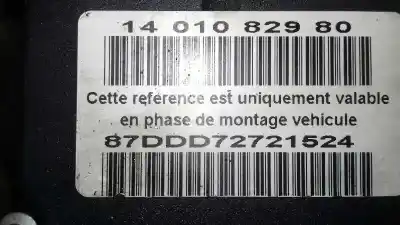 14 010 829 80
Cette reference est uniquement valable
en phase de montage vehicule
87DDD72721524